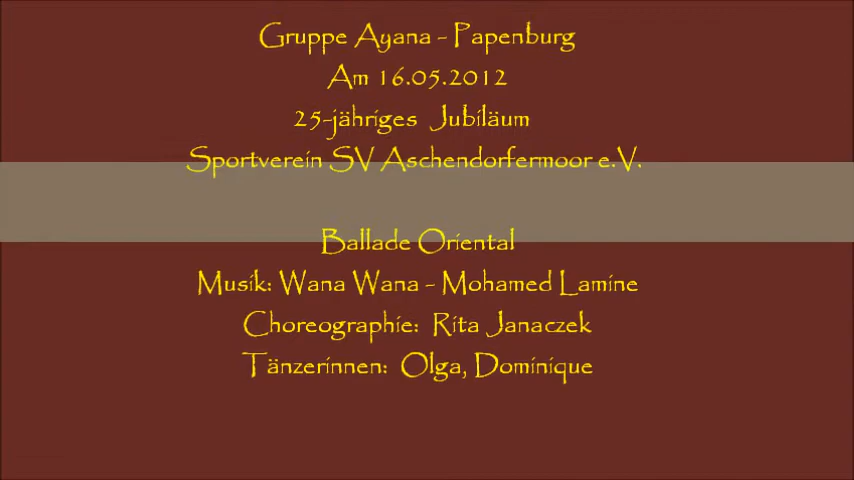 Gruppe Ayana - Papenburg
Am 16.05.2012
25-jähriges Jubiläum
Sportverein SV Aschendorfermoor e.V.
Ballade Oriental
Musik: Wana Wana - Mohamed Lamine
Choreographie: Rita Janaczek
Tänzerinnen: Olga, Dominique